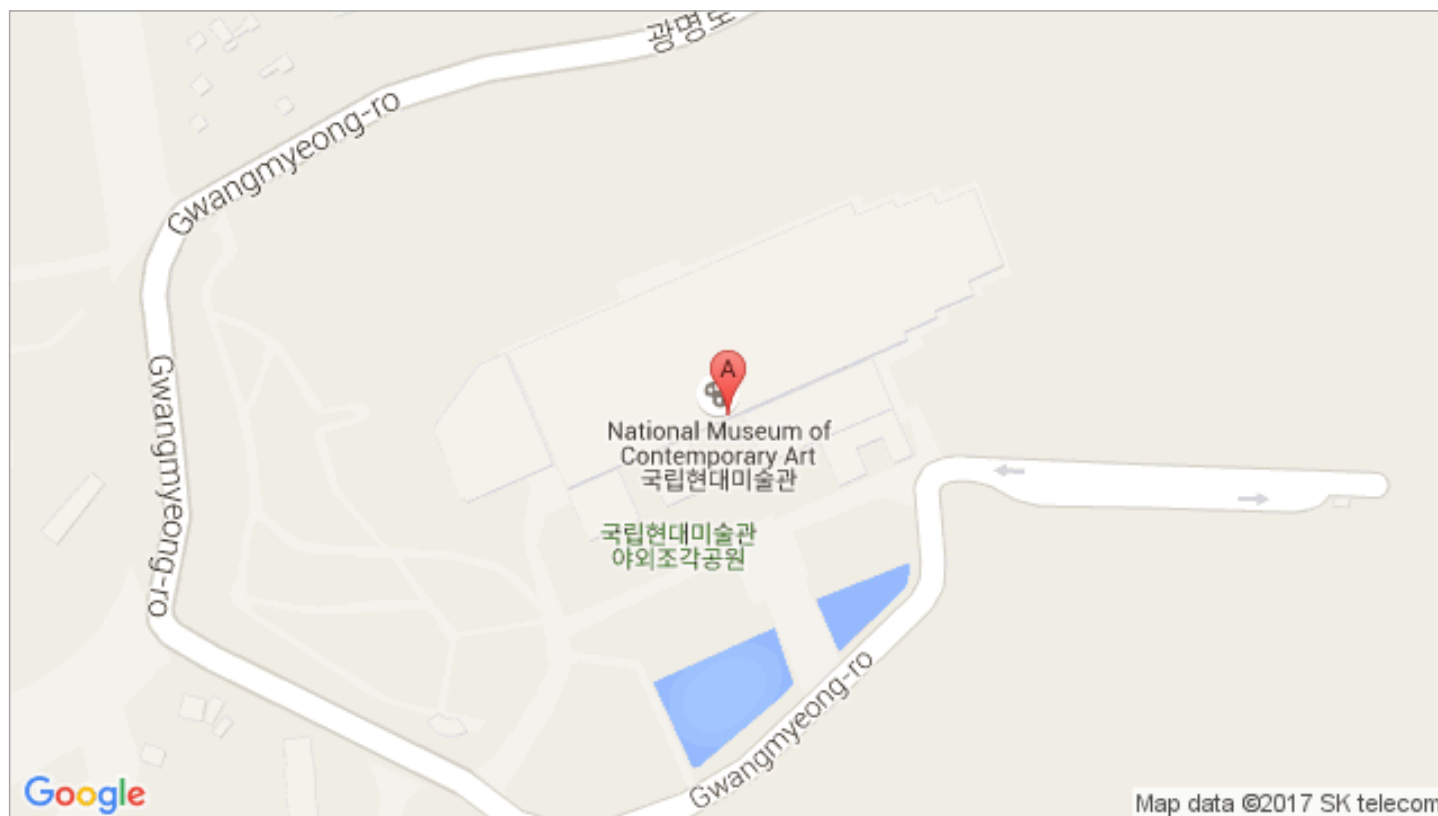 광명로
Gwangmyeong-ro
Gwangmyeong-ro
A
National Museum of
Contemporary Art
국립현대미술관
국립현대미술관
야외조각공원
Gwangmyeong-ro
Google
Map data ©2017 SK telecom